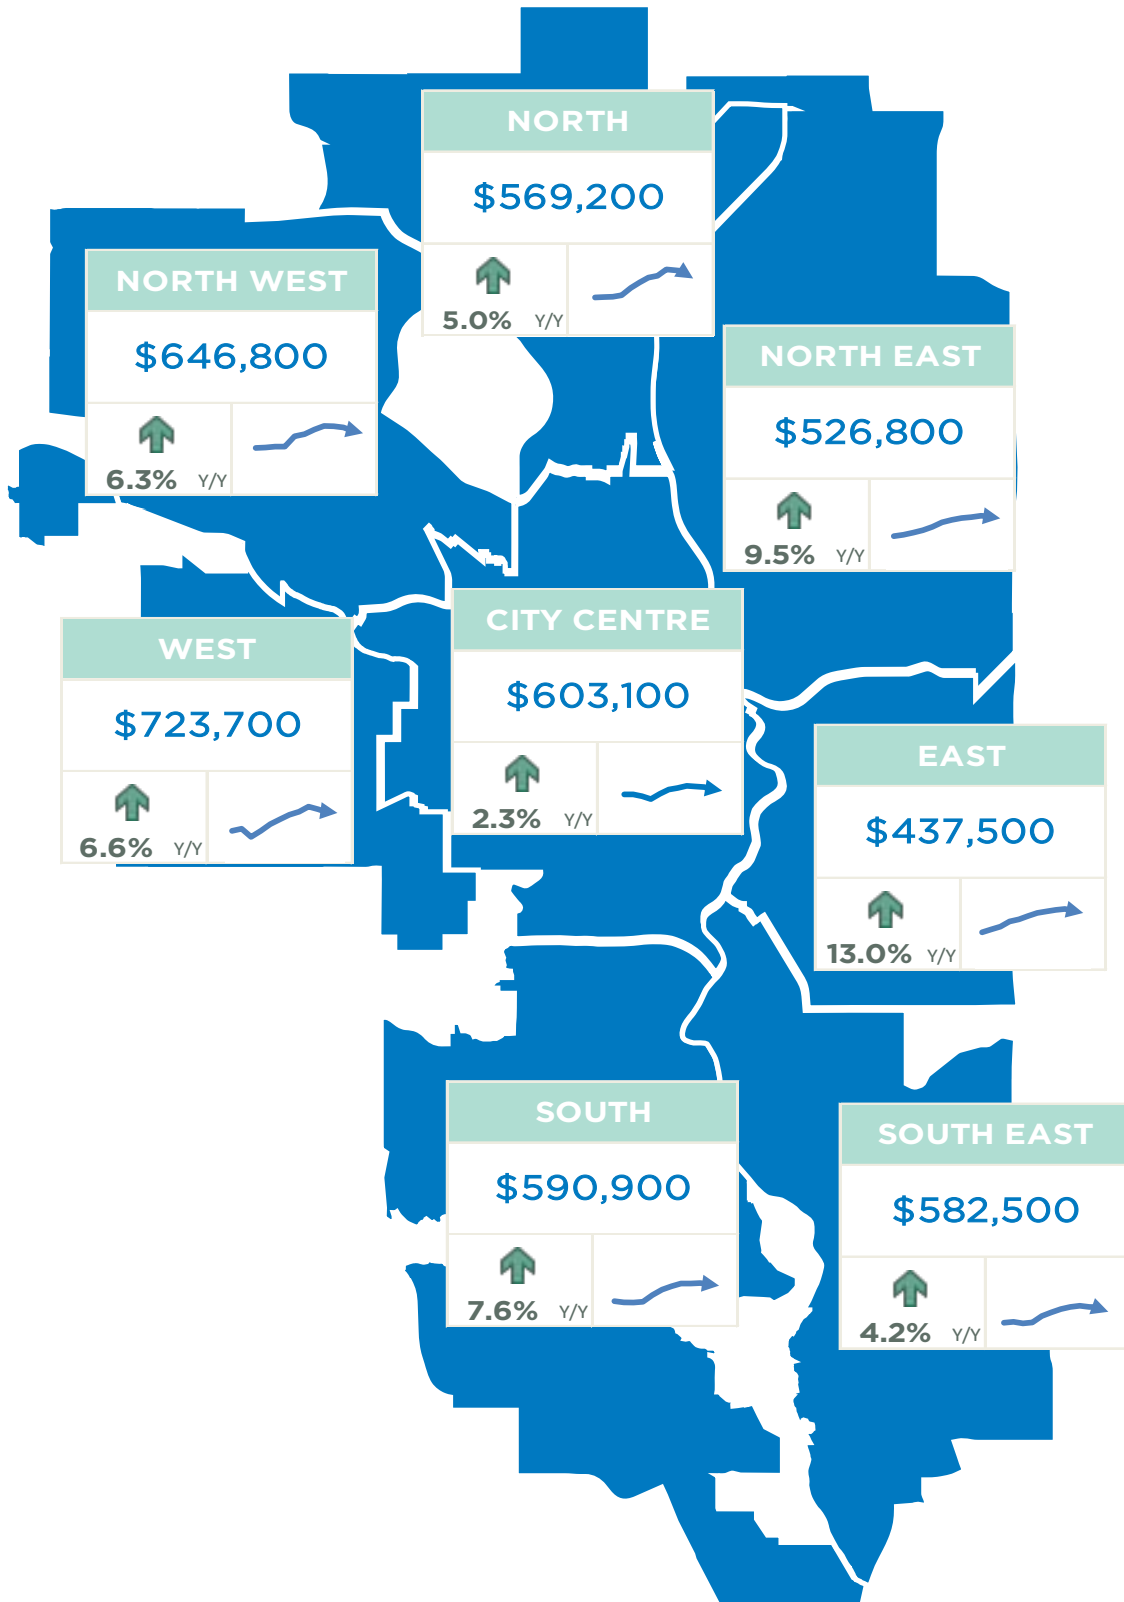 NORTH
$569,200
5.0% Y/Y
NORTH WEST
$646,800
6.3% Y/Y
NORTH EAST
$526,800
9.5% Y/Y
CITY CENTRE
$603,100
2.3% Y/Y
WEST
$723,700
6.6% Y/Y
EAST
$437,500
13.0% Y/Y
SOUTH
$590,900
7.6% Y/Y
SOUTH EAST
$582,500
4.2% Y/Y